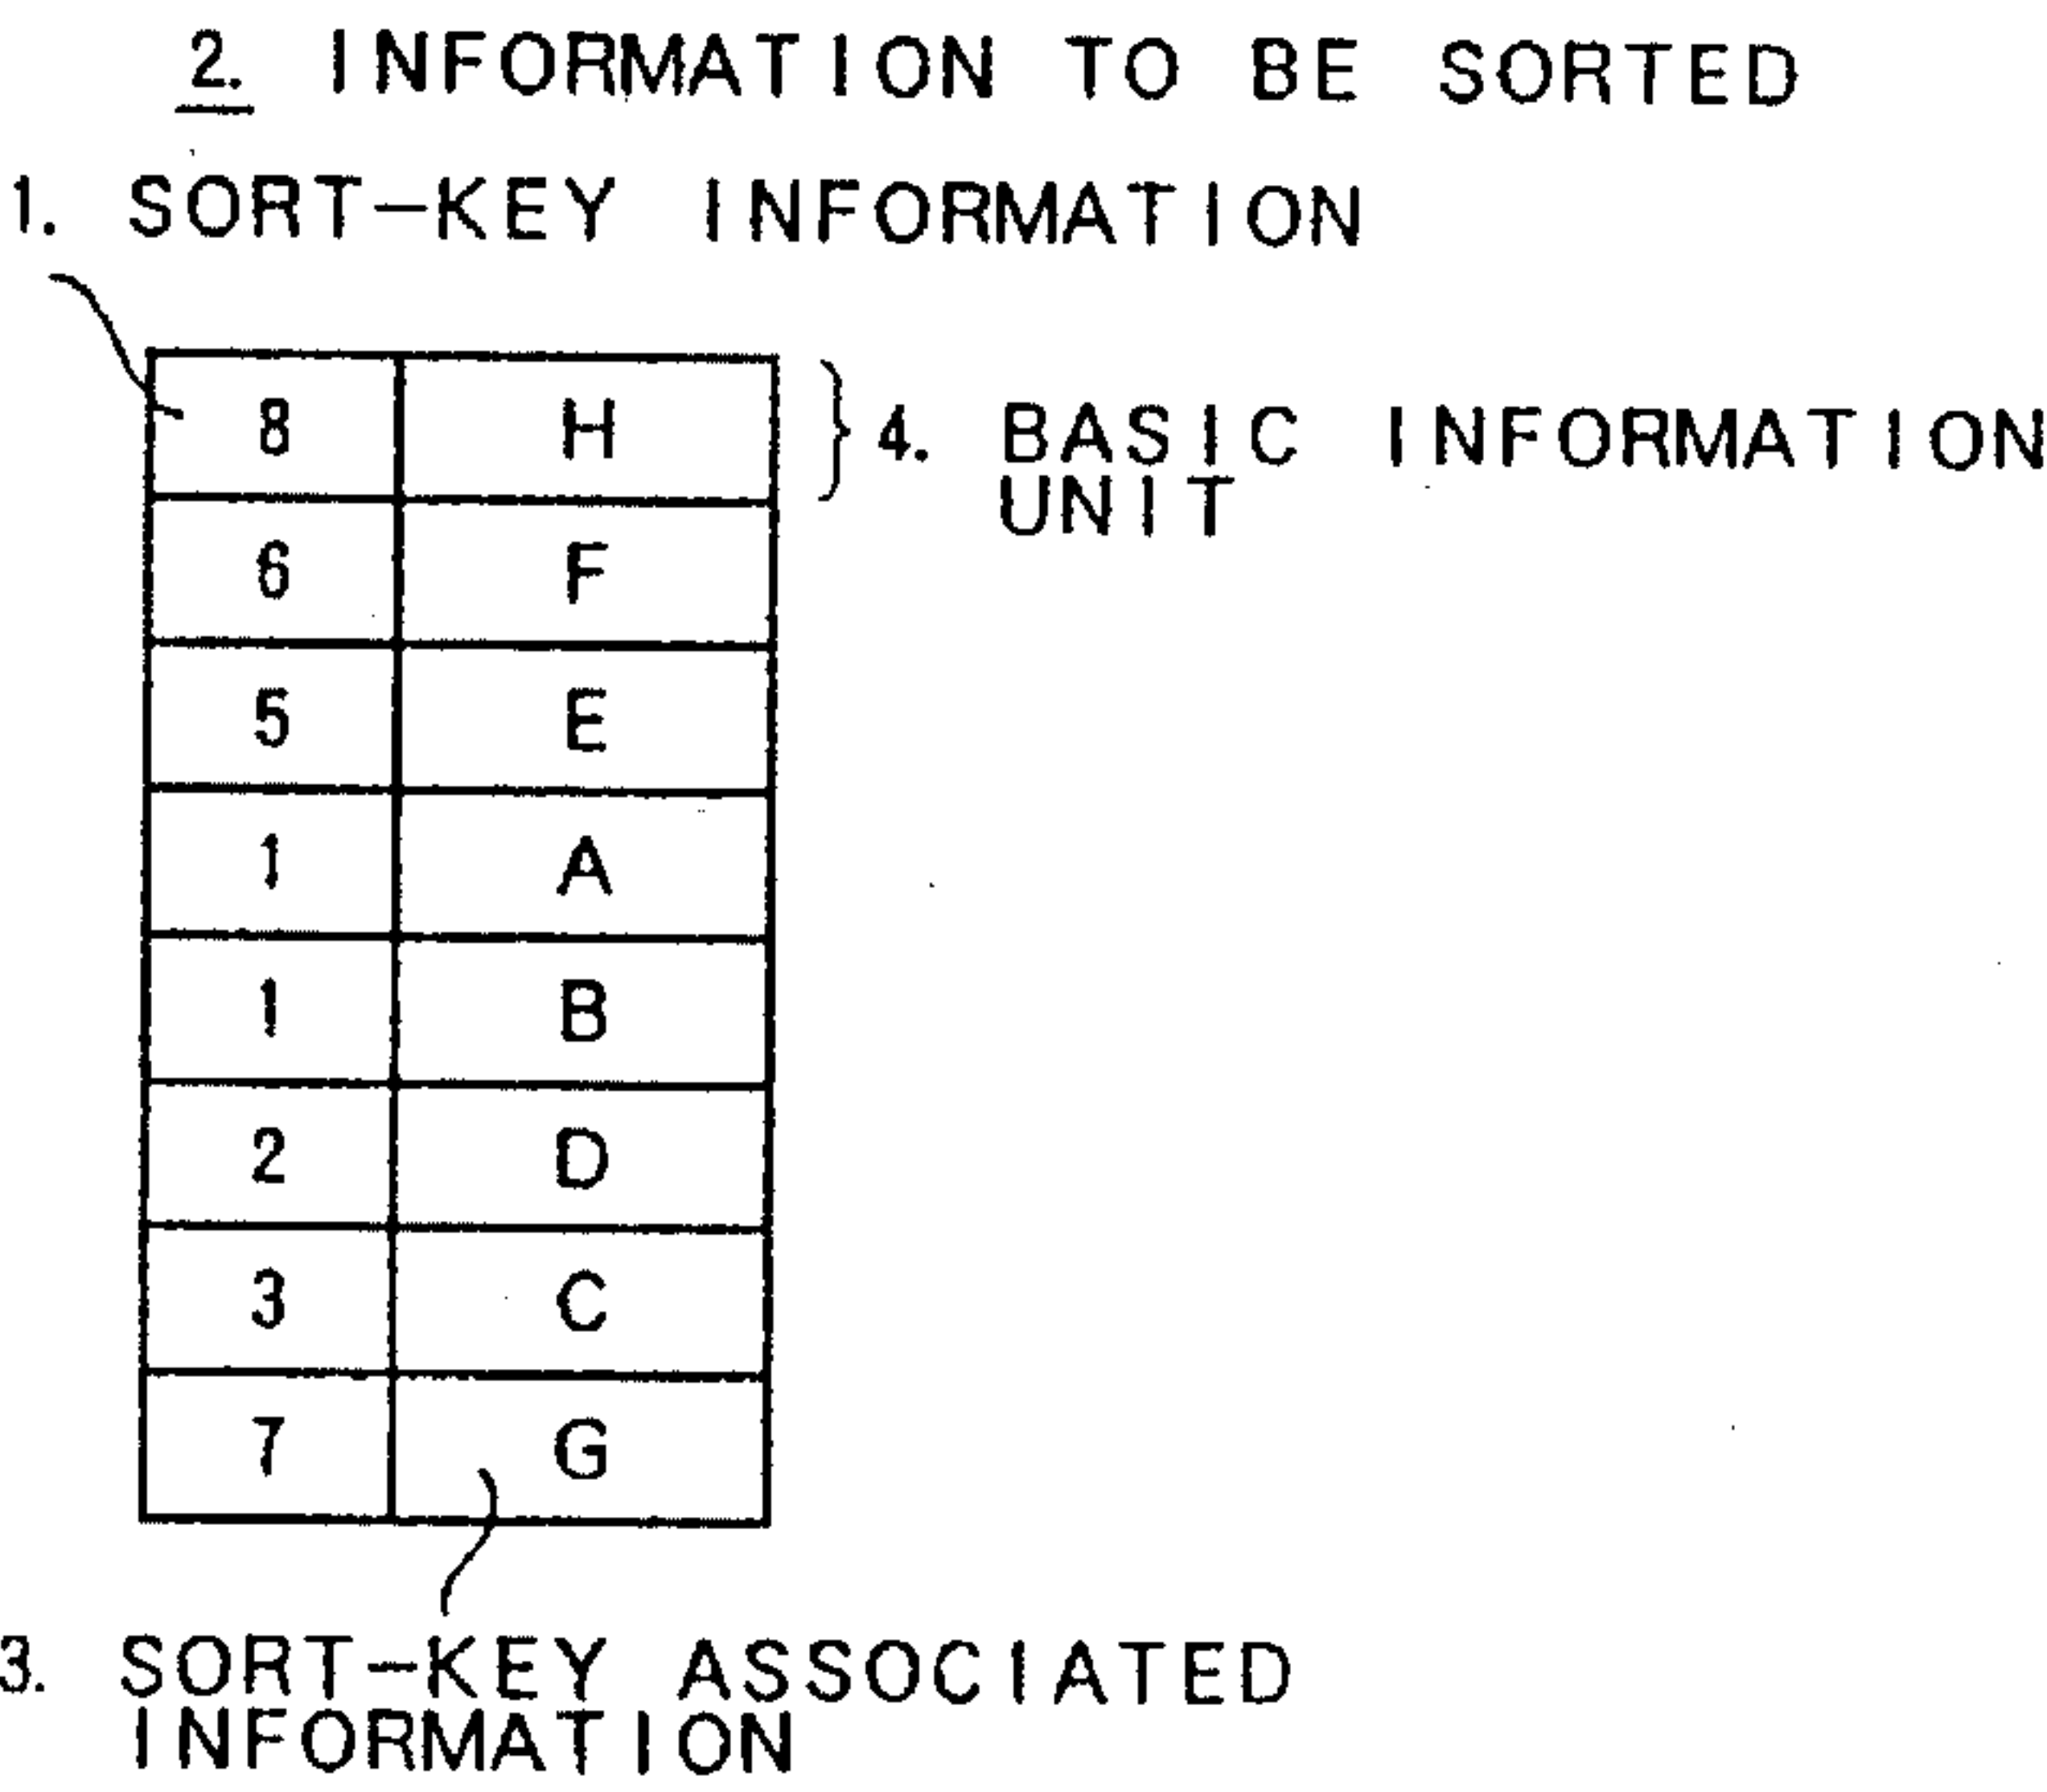 2. INFORMATION TO BE SORTED
1. SORT-KEY INFORMATION
8 H
4. BASIC INFORMATION
UNIT
6 F
5 E
1 A
1 B
2 D
3 C
7 G
3. SORT-KEY ASSOCIATED
INFORMATION